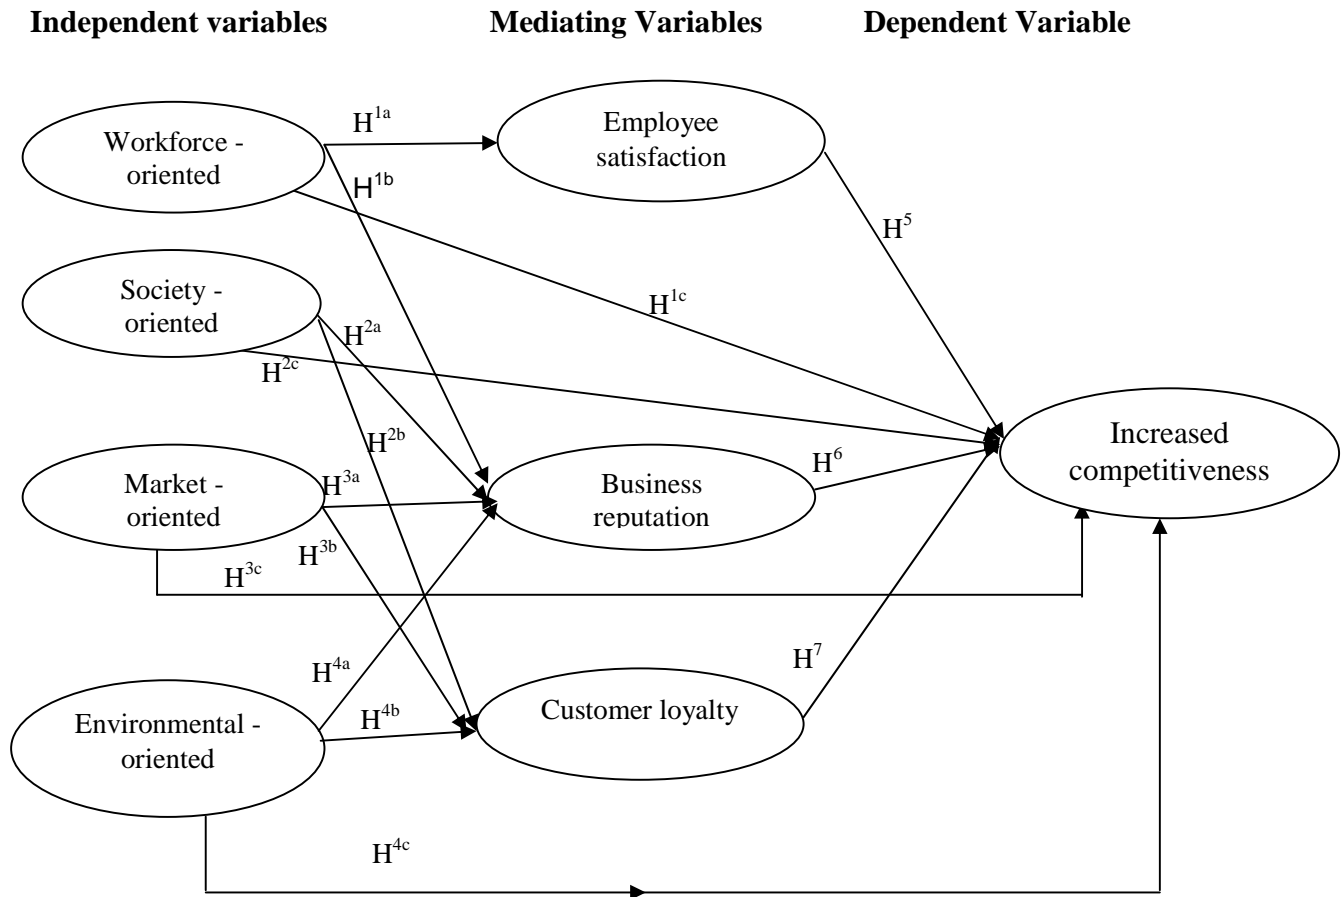 Independent variables
Mediating Variables
Dependent Variable
Workforce -
oriented
H1a
Employee
satisfaction
H1b
H5
Society -
oriented
H1c
H2a
H2c
H2b
Increased
competitiveness
Market -
oriented
H3a
Business
reputation
H6
H3b
H3c
H4a
H7
Environmental -
oriented
H4b
Customer loyalty
H4c